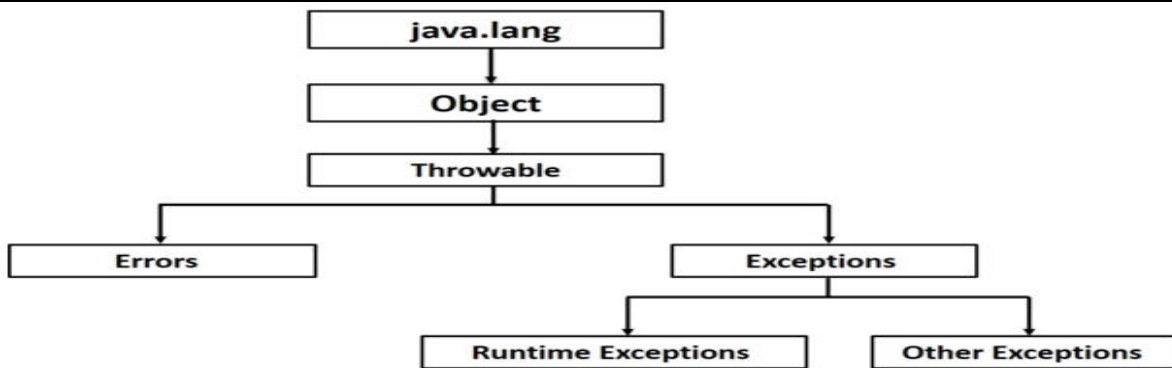 java.lang
Object
Throwable
Errors
Exceptions
Runtime Exceptions
Other Exceptions